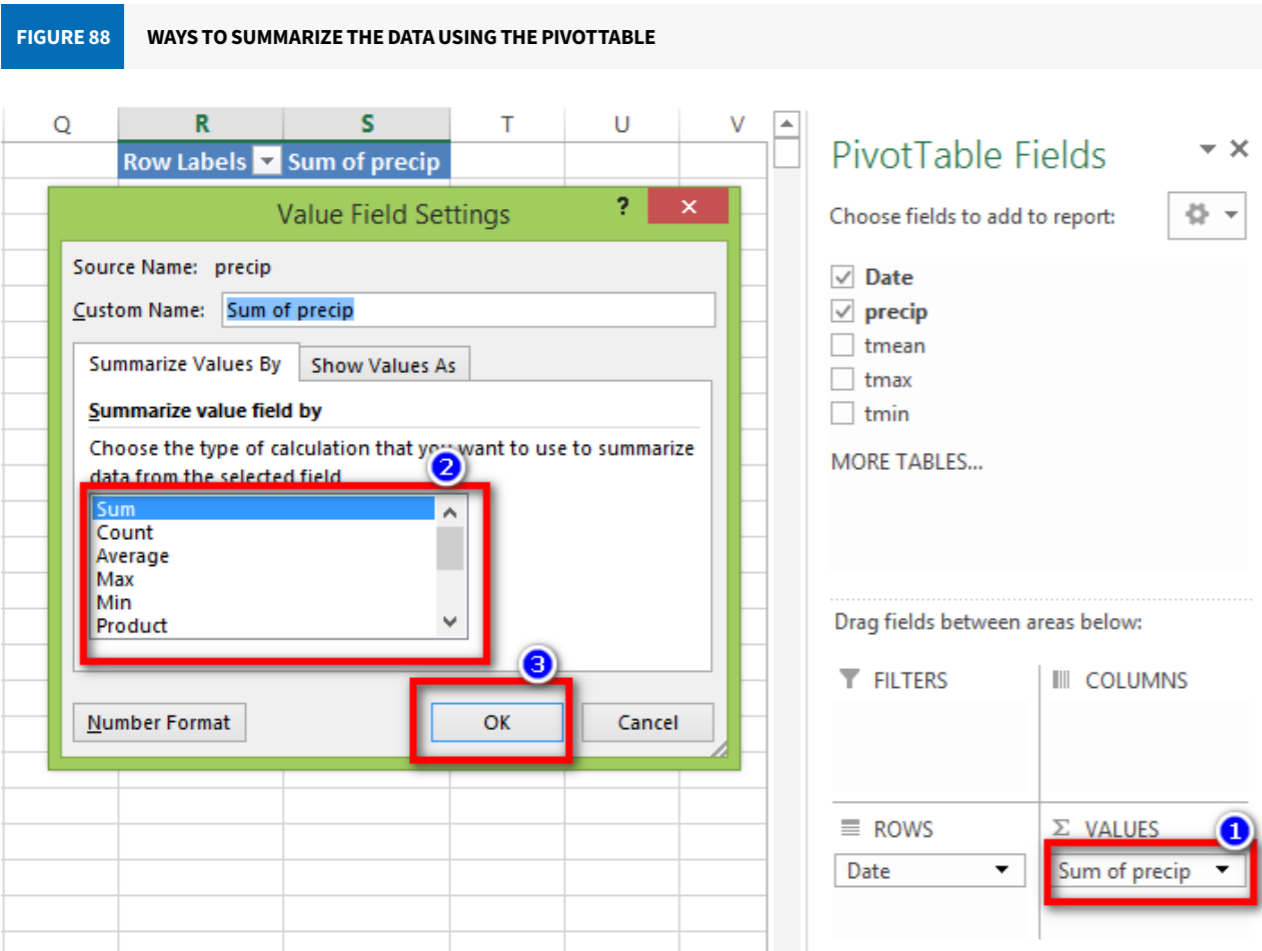 FIGURE 88 WAYS TO SUMMARIZE THE DATA USING THE PIVOTTABLE
Q R S T U V
Row Labels Sum of precip
Value Field Settings ? ×
Source Name: precip
Custom Name: Sum of precip
Summarize Values By Show Values As
Summarize value field by
Choose the type of calculation that you want to use to summarize
data from the selected field
2
Sum
Count
Average
Max
Min
Product
3
Number Format OK Cancel
PivotTable Fields
Choose fields to add to report:
Date
precip
tmean
tmax
tmin
MORE TABLES...
Drag fields between areas below:
FILTERS COLUMNS
ROWS Σ VALUES 1
Date Sum of precip